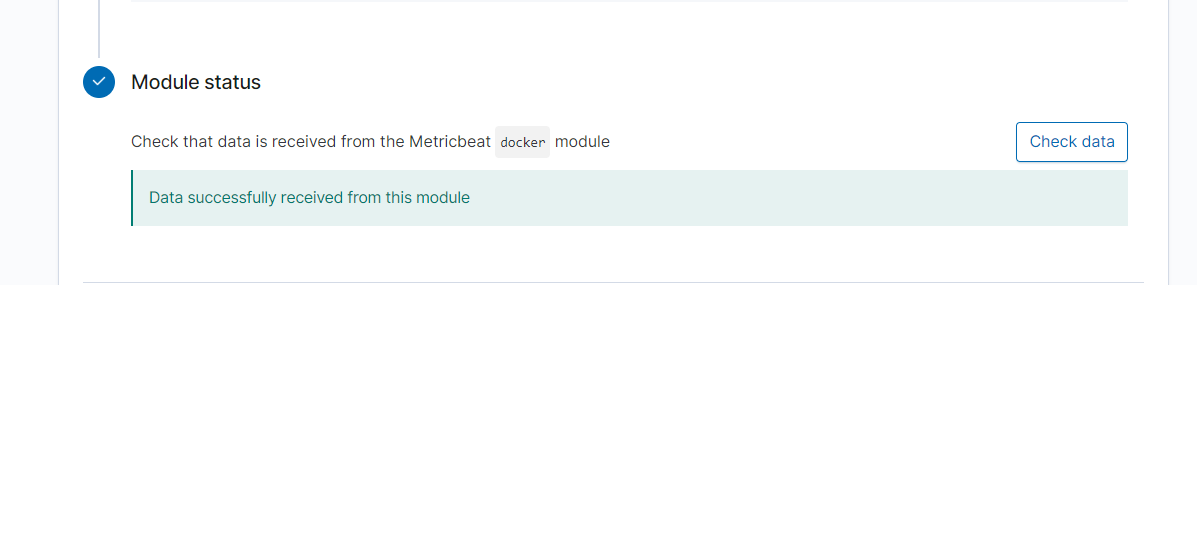 Module status
Check that data is received from the Metricbeat docker module
Check data
Data successfully received from this module